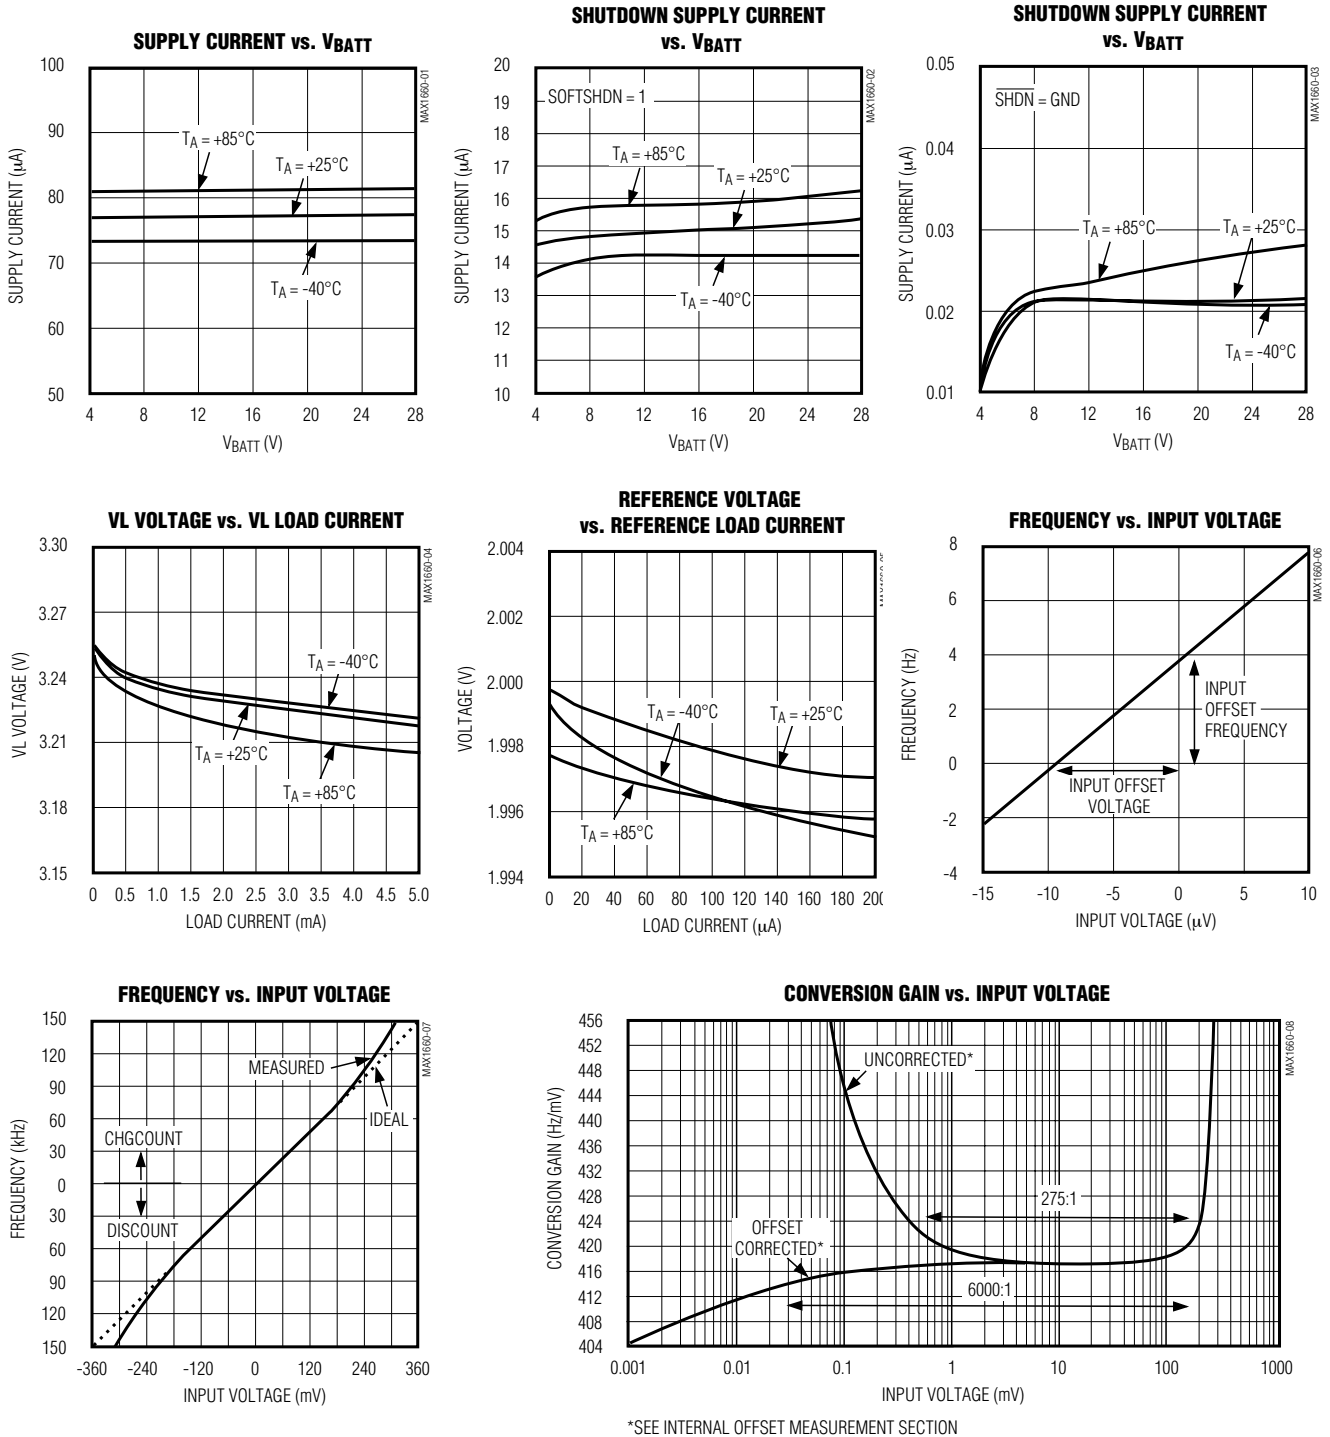 SUPPLY CURRENT vs. VBATT
100
90
80
70
60
50
4 8 12 16 20 24 28
SUPPLY CURRENT (μA)
VBATT (V)
TA = +85°C
TA = +25°C
TA = -40°C
MAX1660-01
SHUTDOWN SUPPLY CURRENT
vs. VBATT
20
19
18
17
16
15
14
13
12
11
10
4 8 12 16 20 24 28
SUPPLY CURRENT (μA)
VBATT (V)
SOFTSHDN = 1
TA = +85°C
TA = +25°C
TA = -40°C
MAX1660-02
SHUTDOWN SUPPLY CURRENT
vs. VBATT
0.05
0.04
0.03
0.02
0.01
4 8 12 16 20 24 28
SUPPLY CURRENT (μA)
VBATT (V)
SHDN = GND
TA = +85°C
TA = +25°C
TA = -40°C
MAX1660-03
VL VOLTAGE vs. VL LOAD CURRENT
3.30
3.27
3.24
3.21
3.18
3.15
0 0.5 1.0 1.5 2.0 2.5 3.0 3.5 4.0 4.5 5.0
VL VOLTAGE (V)
LOAD CURRENT (mA)
TA = -40°C
TA = +25°C
TA = +85°C
MAX1660-04
REFERENCE VOLTAGE
vs. REFERENCE LOAD CURRENT
2.004
2.002
2.000
1.998
1.996
1.994
0 20 40 60 80 100 120 140 160 180
VOLTAGE (V)
LOAD CURRENT (μA)
TA = -40°C
TA = +25°C
TA = +85°C
FREQUENCY vs. INPUT VOLTAGE
8
6
4
2
0
-2
-4
-15 -10 -5 0 5 10
FREQUENCY (Hz)
INPUT VOLTAGE (μV)
INPUT
OFFSET
FREQUENCY
INPUT OFFSET
VOLTAGE
MAX1660-06
FREQUENCY vs. INPUT VOLTAGE
150
120
90
60
30
0
30
60
90
120
150
-360 -240 -120 0 120 240 360
FREQUENCY (kHz)
INPUT VOLTAGE (mV)
MEASURED
IDEAL
CHGCOUNT
DISCOUNT
MAX1660-07
CONVERSION GAIN vs. INPUT VOLTAGE
456
452
448
444
440
436
432
428
424
420
416
412
408
404
0.001 0.01 0.1 1 10 100 1000
CONVERSION GAIN (Hz/mV)
INPUT VOLTAGE (mV)
UNCORRECTED*
275:1
OFFSET
CORRECTED*
6000:1
MAX1660-08
*SEE INTERNAL OFFSET MEASUREMENT SECTION